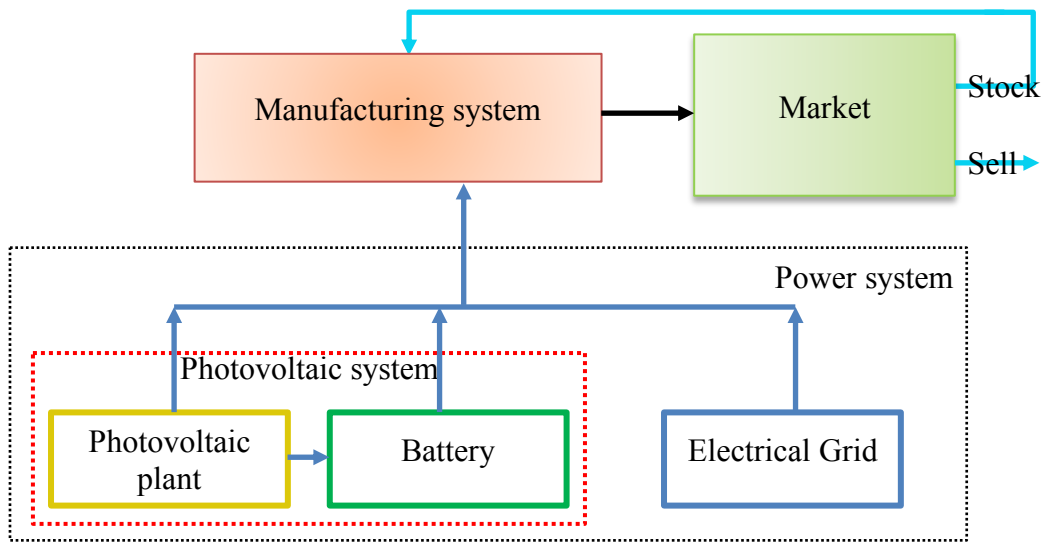 Manufacturing system
Market
Stock
Sell
Power system
Photovoltaic system
Photovoltaic
plant
Battery
Electrical Grid